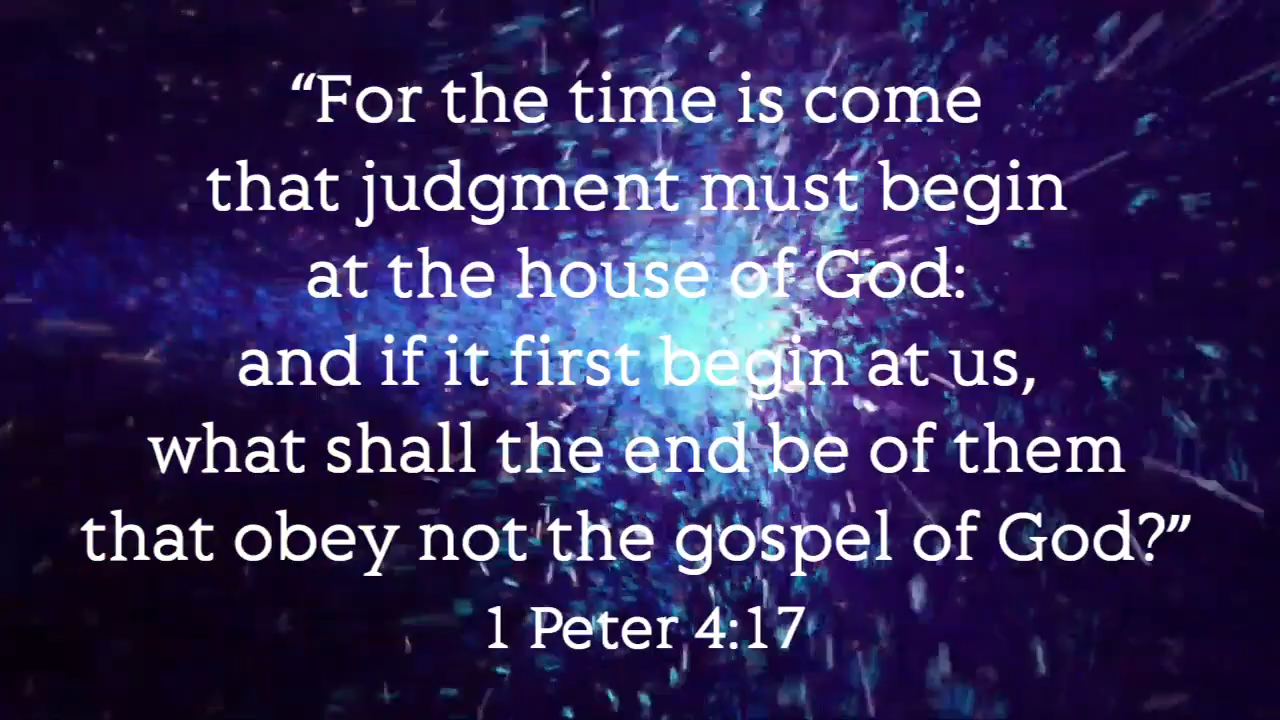 “For the time is come
that judgment must begin
at the house of God:
and if it first begin at us,
what shall the end be of them
that obey not the gospel of God?”
1 Peter 4:17